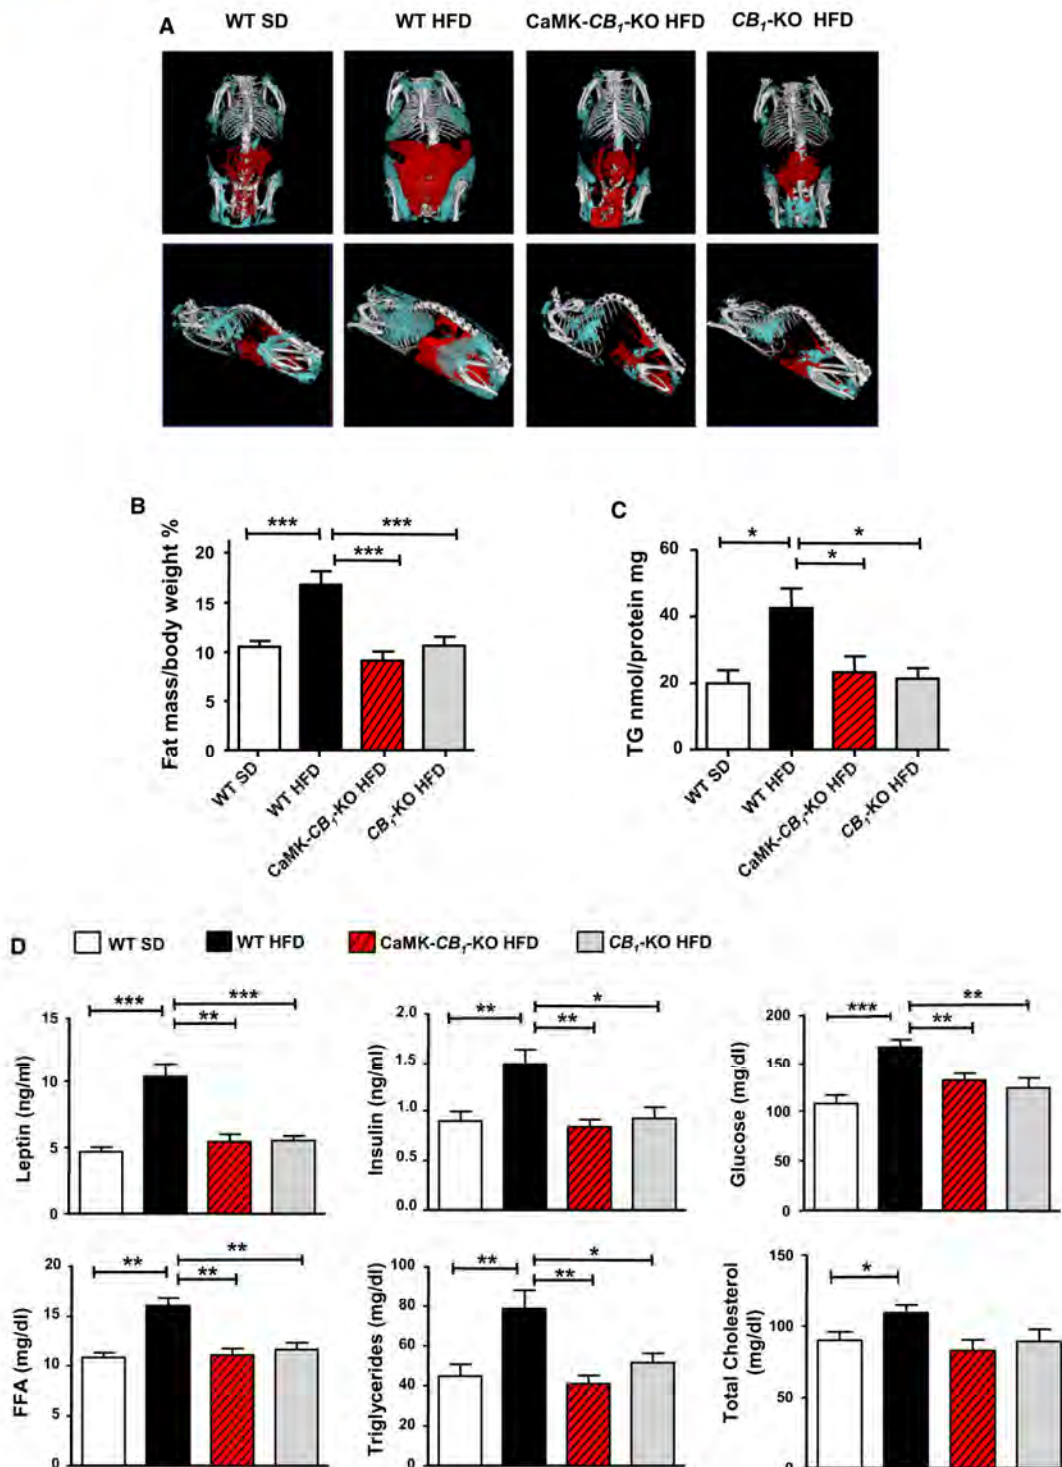 A
WT SD WT HFD CaMK-CB₁-KO HFD CB₁-KO HFD
B
Fat mass/body weight %
20
15
10
5
0
***
***
***
WT SD
WT HFD
CaMK-CB₁-KO HFD
CB₁-KO HFD
C
TG nmol/protein mg
60
40
20
0
*
*
*
WT SD
WT HFD
CaMK-CB₁-KO HFD
CB₁-KO HFD
D
WT SD WT HFD CaMK-CB₁-KO HFD CB₁-KO HFD
Leptin (ng/ml)
15
10
5
0
***
***
**
Insulin (ng/ml)
2.0
1.5
1.0
0.5
0.0
**
*
**
Glucose (mg/dl)
200
150
100
50
0
***
**
**
FFA (mg/dl)
20
15
10
5
0
**
**
**
Triglycerides (mg/dl)
100
80
60
40
20
0
**
*
**
Total Cholesterol
(mg/dl)
150
100
50
0
*